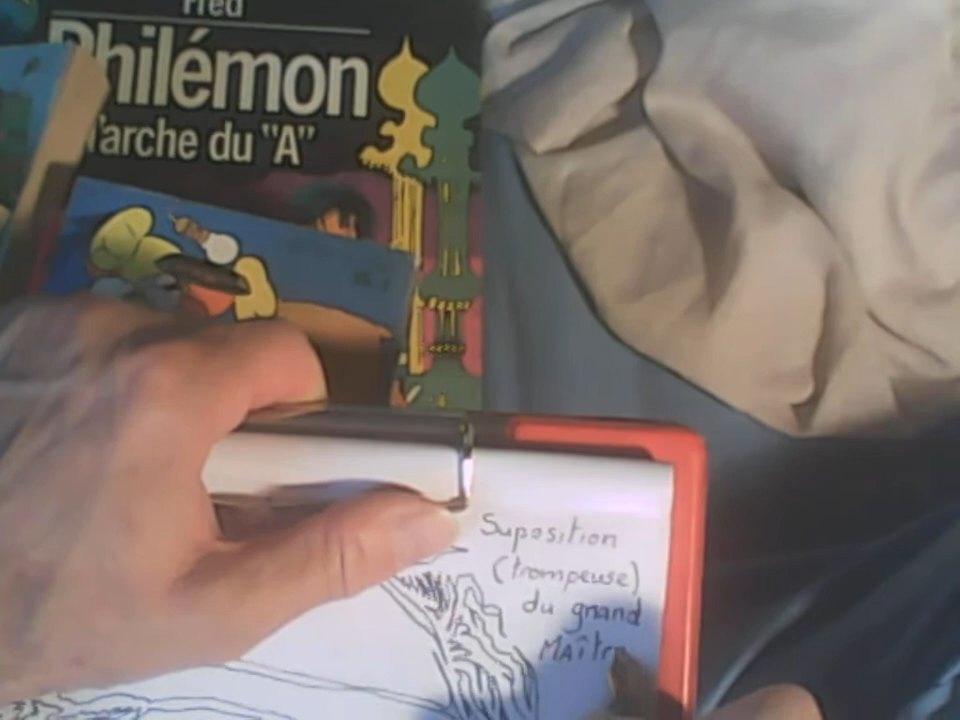 Fred
Philémon
l'arche du "A"
Suposition
(trompeuse)
du grand
MAître